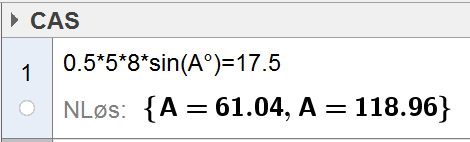 CAS
1
0.5*5*8*sin(A°)=17.5
NLøs: {A = 61.04, A = 118.96}